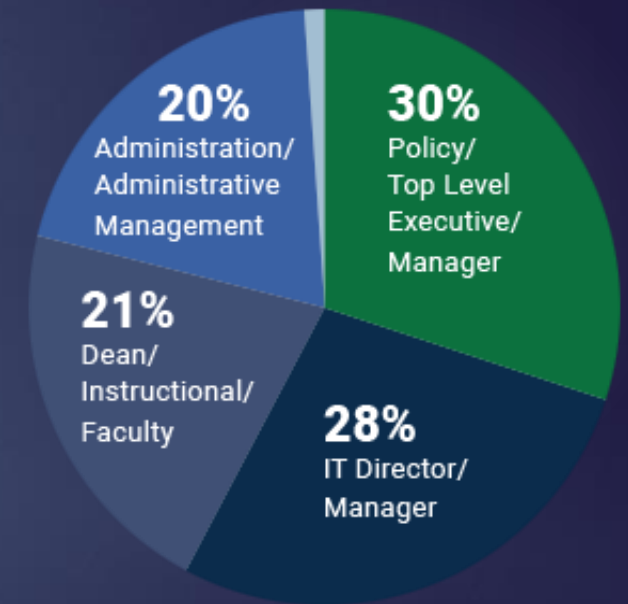 30%
Policy/
Top Level
Executive/
Manager
28%
IT Director/
Manager
21%
Dean/
Instructional/
Faculty
20%
Administration/
Administrative
Management